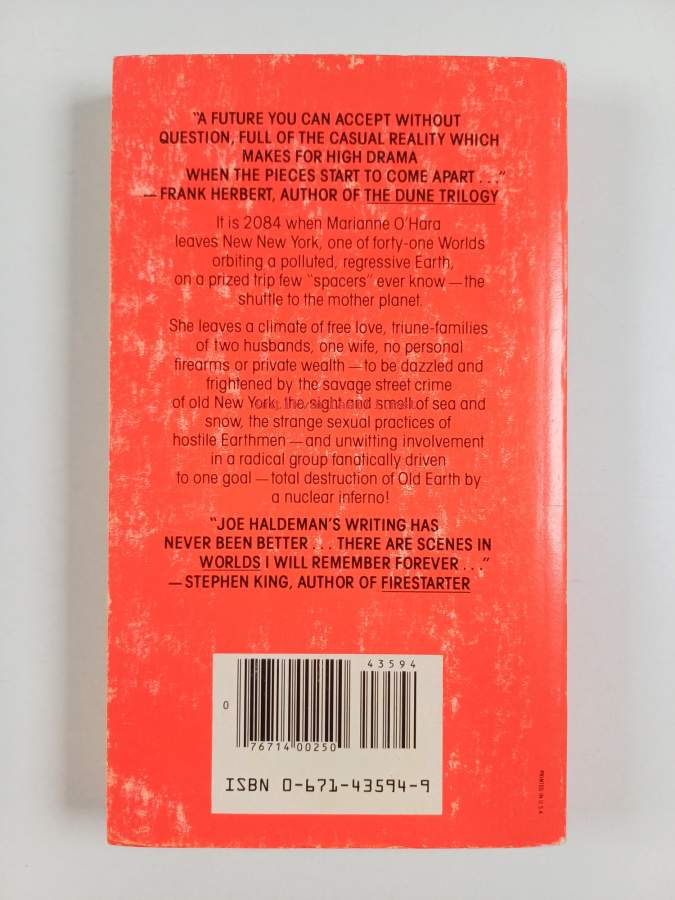 "A FUTURE YOU CAN ACCEPT WITHOUT
QUESTION, FULL OF THE CASUAL REALITY WHICH
MAKES FOR HIGH DRAMA
WHEN THE PIECES START TO COME APART . . ."
— FRANK HERBERT, AUTHOR OF THE DUNE TRILOGY
It is 2084 when Marianne O'Hara
leaves New New York, one of forty-one Worlds
orbiting a polluted, regressive Earth,
on a prized trip few "spacers" ever know — the
shuttle to the mother planet.
She leaves a climate of free love, triune-families
of two husbands, one wife, no personal
firearms or private wealth — to be dazzled and
frightened by the savage street crime
of old New York, the sight and smell of sea and
snow, the strange sexual practices of
hostile Earthmen — and unwitting involvement
in a radical group fanatically driven
to one goal — total destruction of Old Earth by
a nuclear inferno!
"JOE HALDEMAN'S WRITING HAS
NEVER BEEN BETTER . . . THERE ARE SCENES IN
WORLDS I WILL REMEMBER FOREVER . . ."
— STEPHEN KING, AUTHOR OF FIRESTARTER
43594
0
76714 00250
ISBN 0-671-43594-9
PRINTED IN U.S.A.